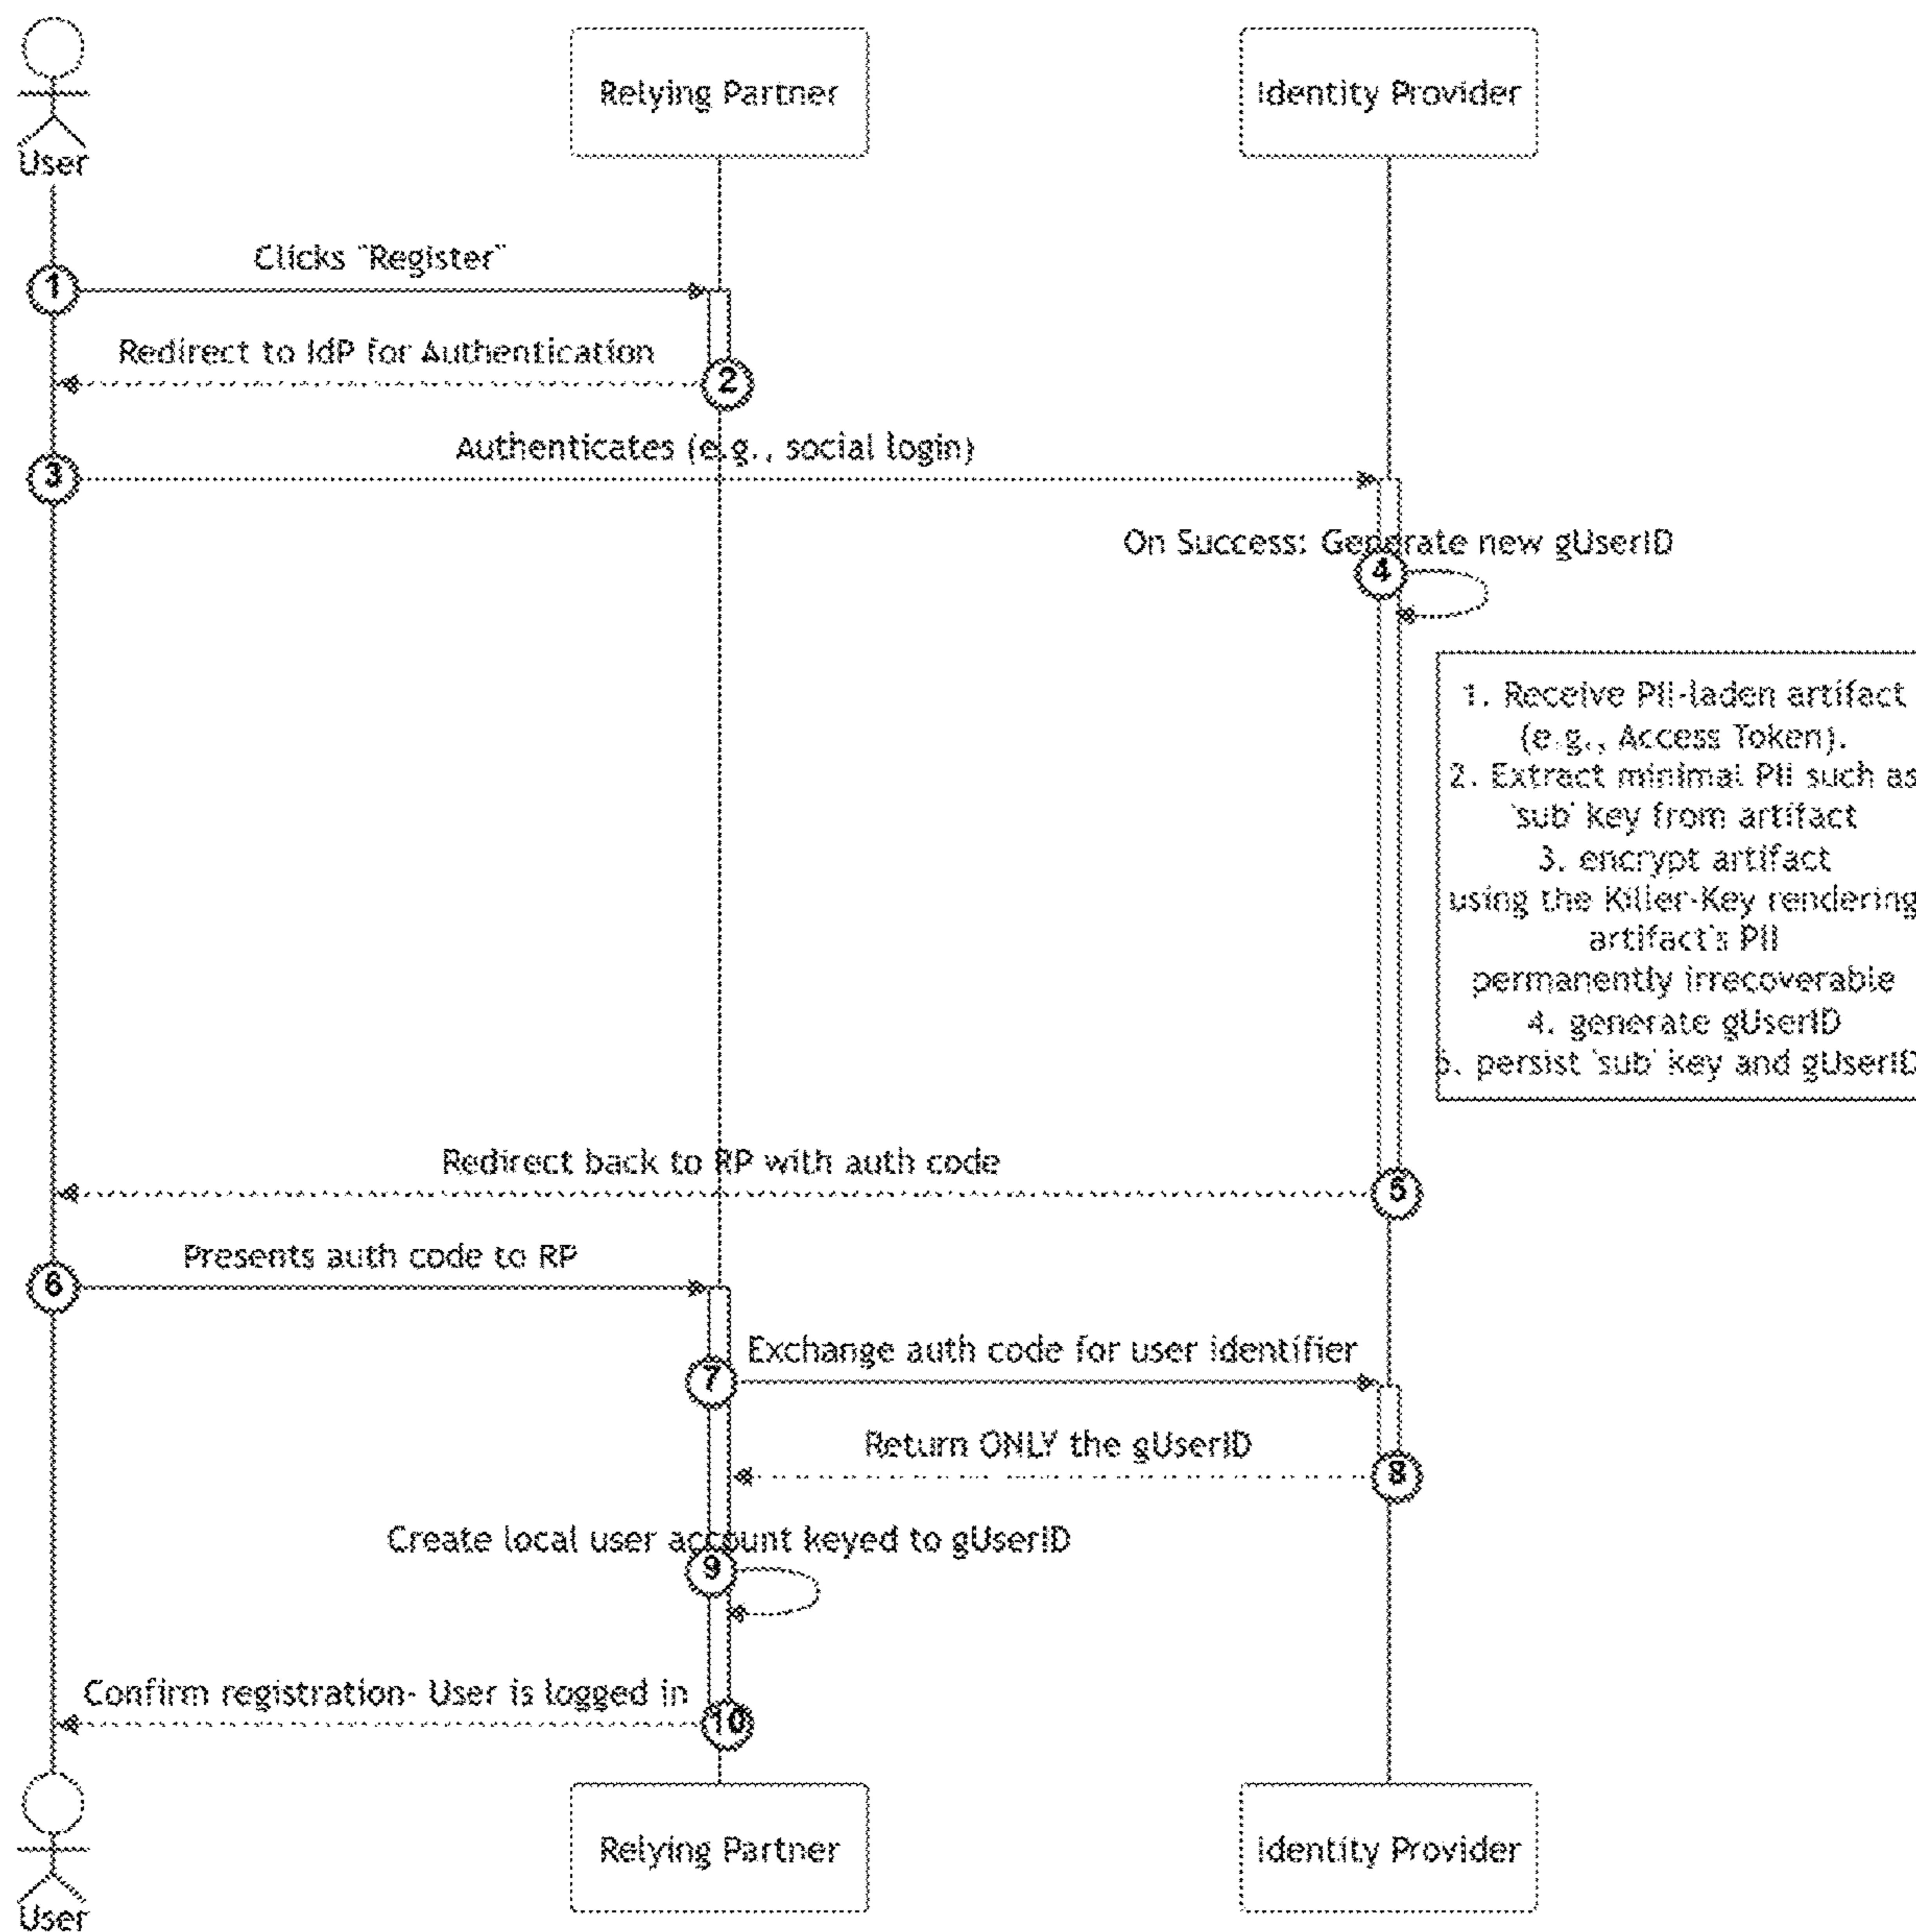 User
Relying Partner
Identity Provider
Clicks "Register"
1
Redirect to IdP for Authentication
2
Authenticates (e.g., social login)
3
On Success: Generate new gUserID
4
1. Receive PII-laden artifact
(e.g., Access Token).
2. Extract minimal PII such as
'sub' key from artifact
3. encrypt artifact
using the Killer-Key rendering
artifact's PII
permanently irrecoverable
4. generate gUserID
5. persist 'sub' key and gUserID
Redirect back to RP with auth code
5
Presents auth code to RP
6
Exchange auth code for user identifier
7
Return ONLY the gUserID
8
Create local user account keyed to gUserID
9
Confirm registration- User is logged in
10
User
Relying Partner
Identity Provider